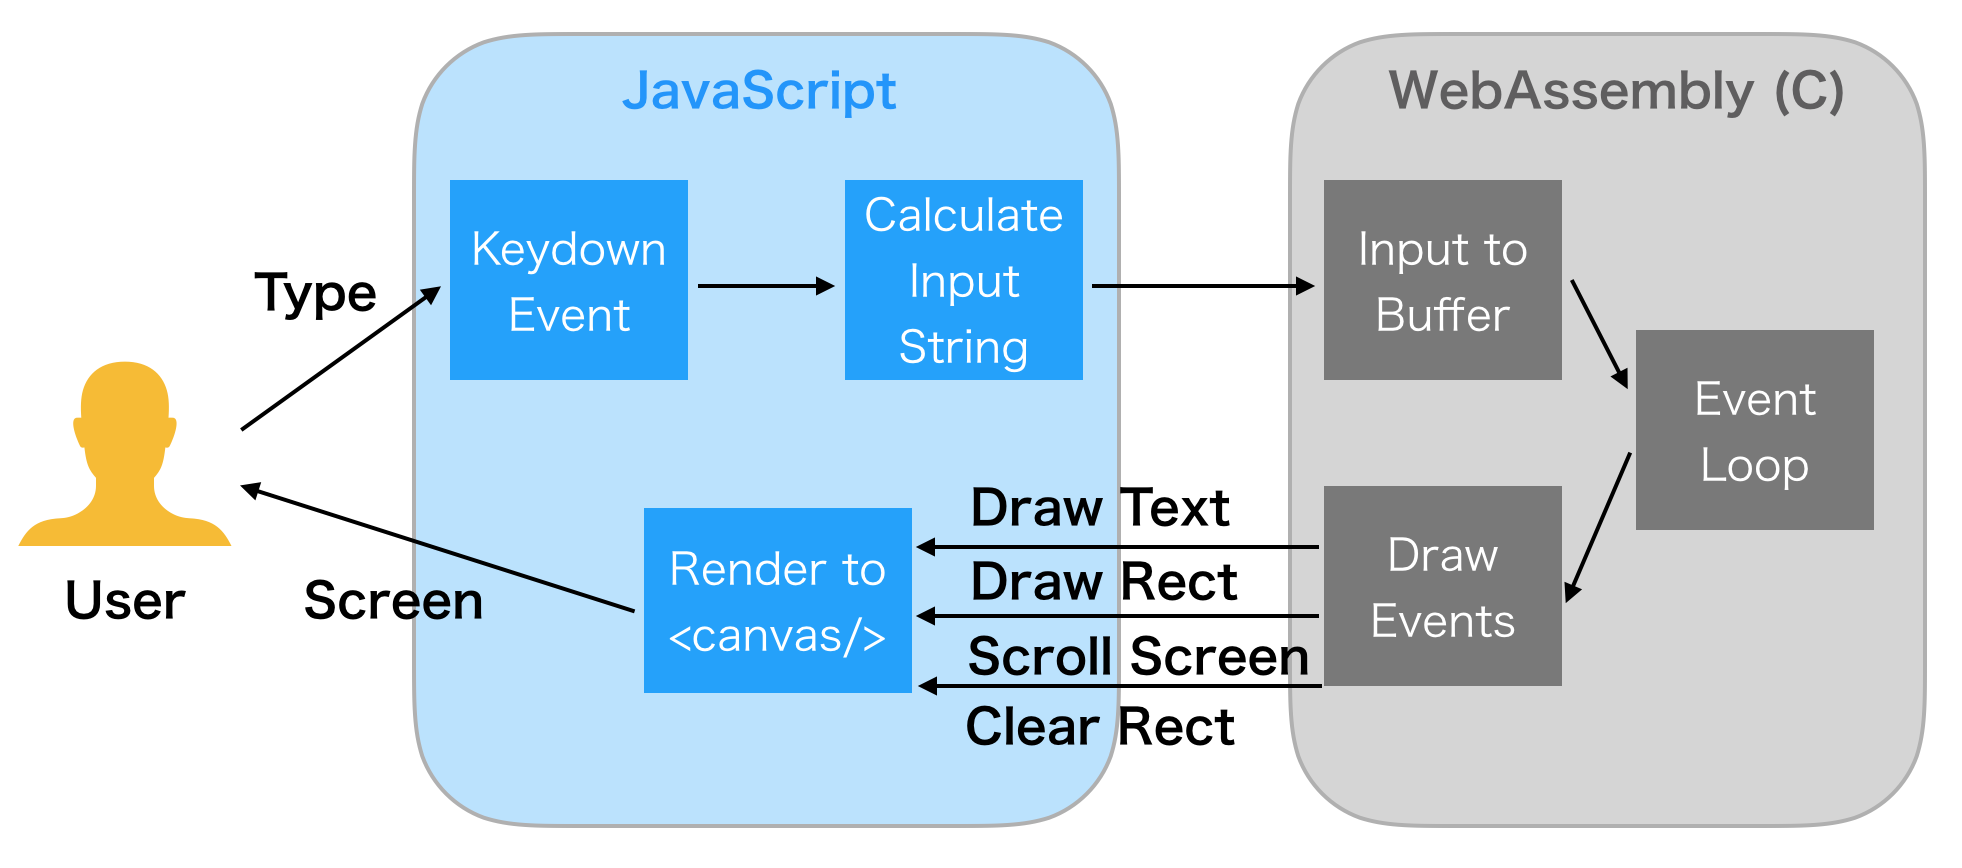 JavaScript
WebAssembly (C)
Type
Keydown
Event
Calculate
Input
String
Input to
Buffer
Event
Loop
Draw
Events
Draw Text
Draw Rect
Scroll Screen
Clear Rect
Render to
<canvas/>
Screen
User